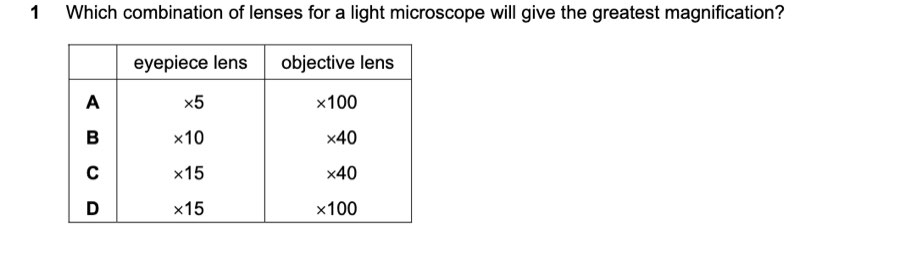 1 Which combination of lenses for a light microscope will give the greatest magnification?
eyepiece lens objective lens
A ×5 ×100
B ×10 ×40
C ×15 ×40
D ×15 ×100